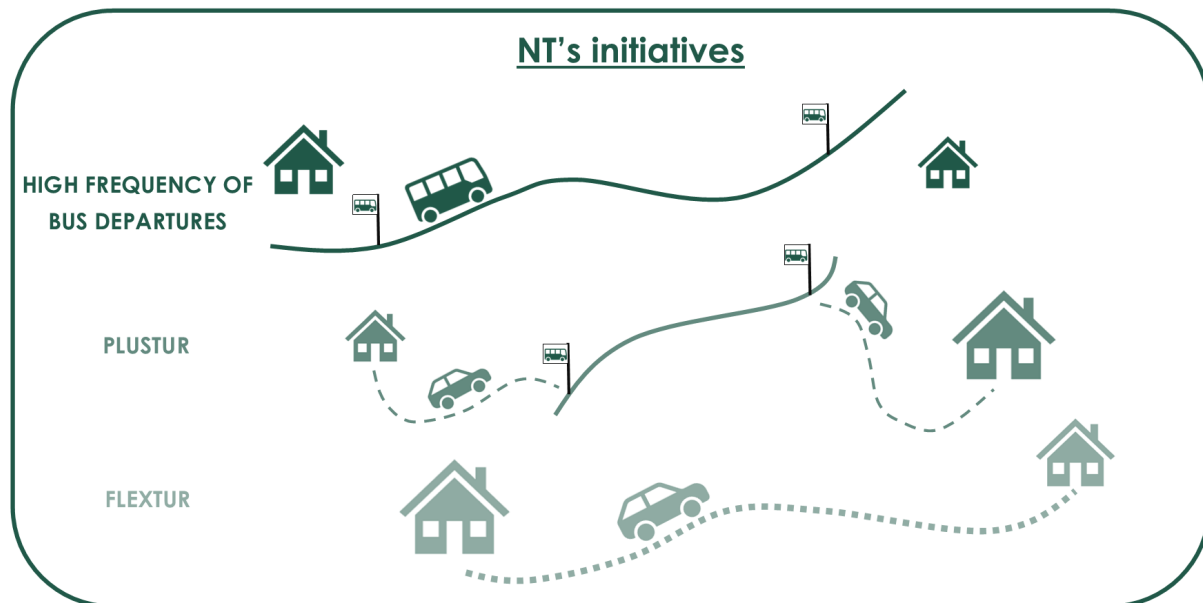 NT's initiatives
HIGH FREQUENCY OF
BUS DEPARTURES
PLUSTUR
FLEXTUR